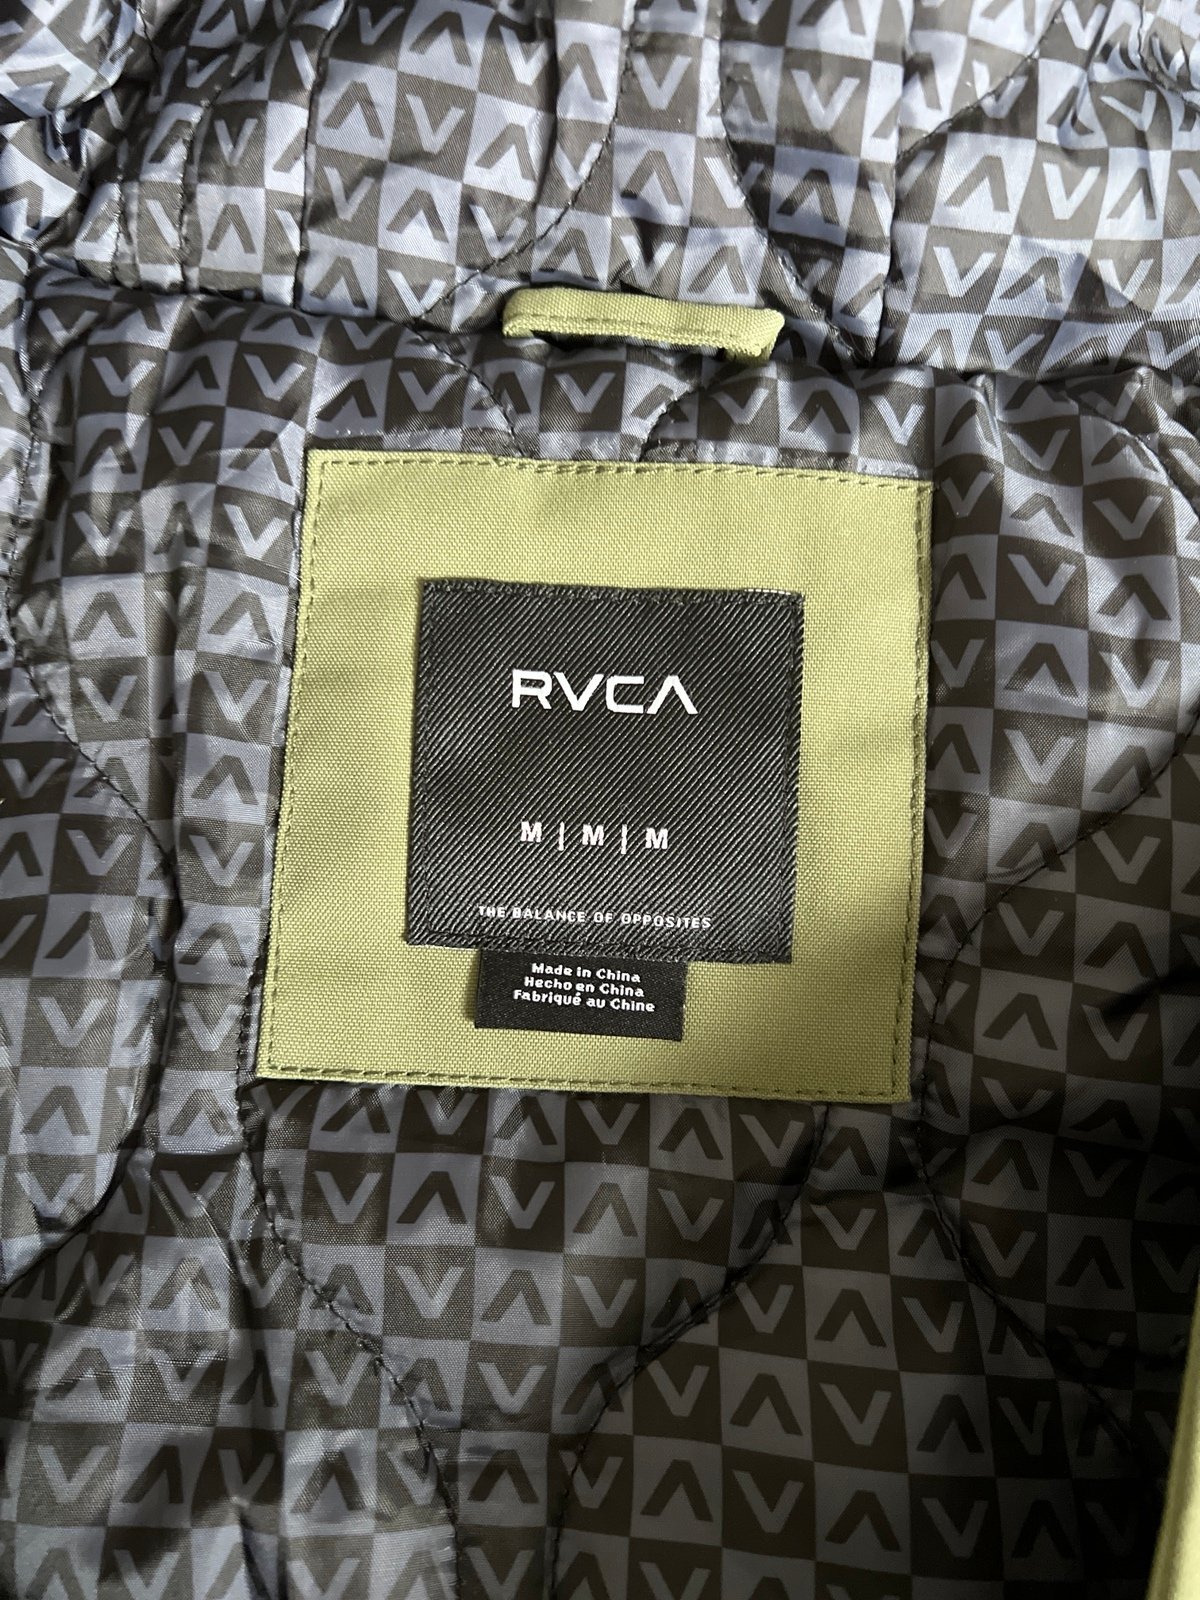 RVCA
M | M | M
THE BALANCE OF OPPOSITES
Made in China
Hecho en China
Fabriqué au Chine